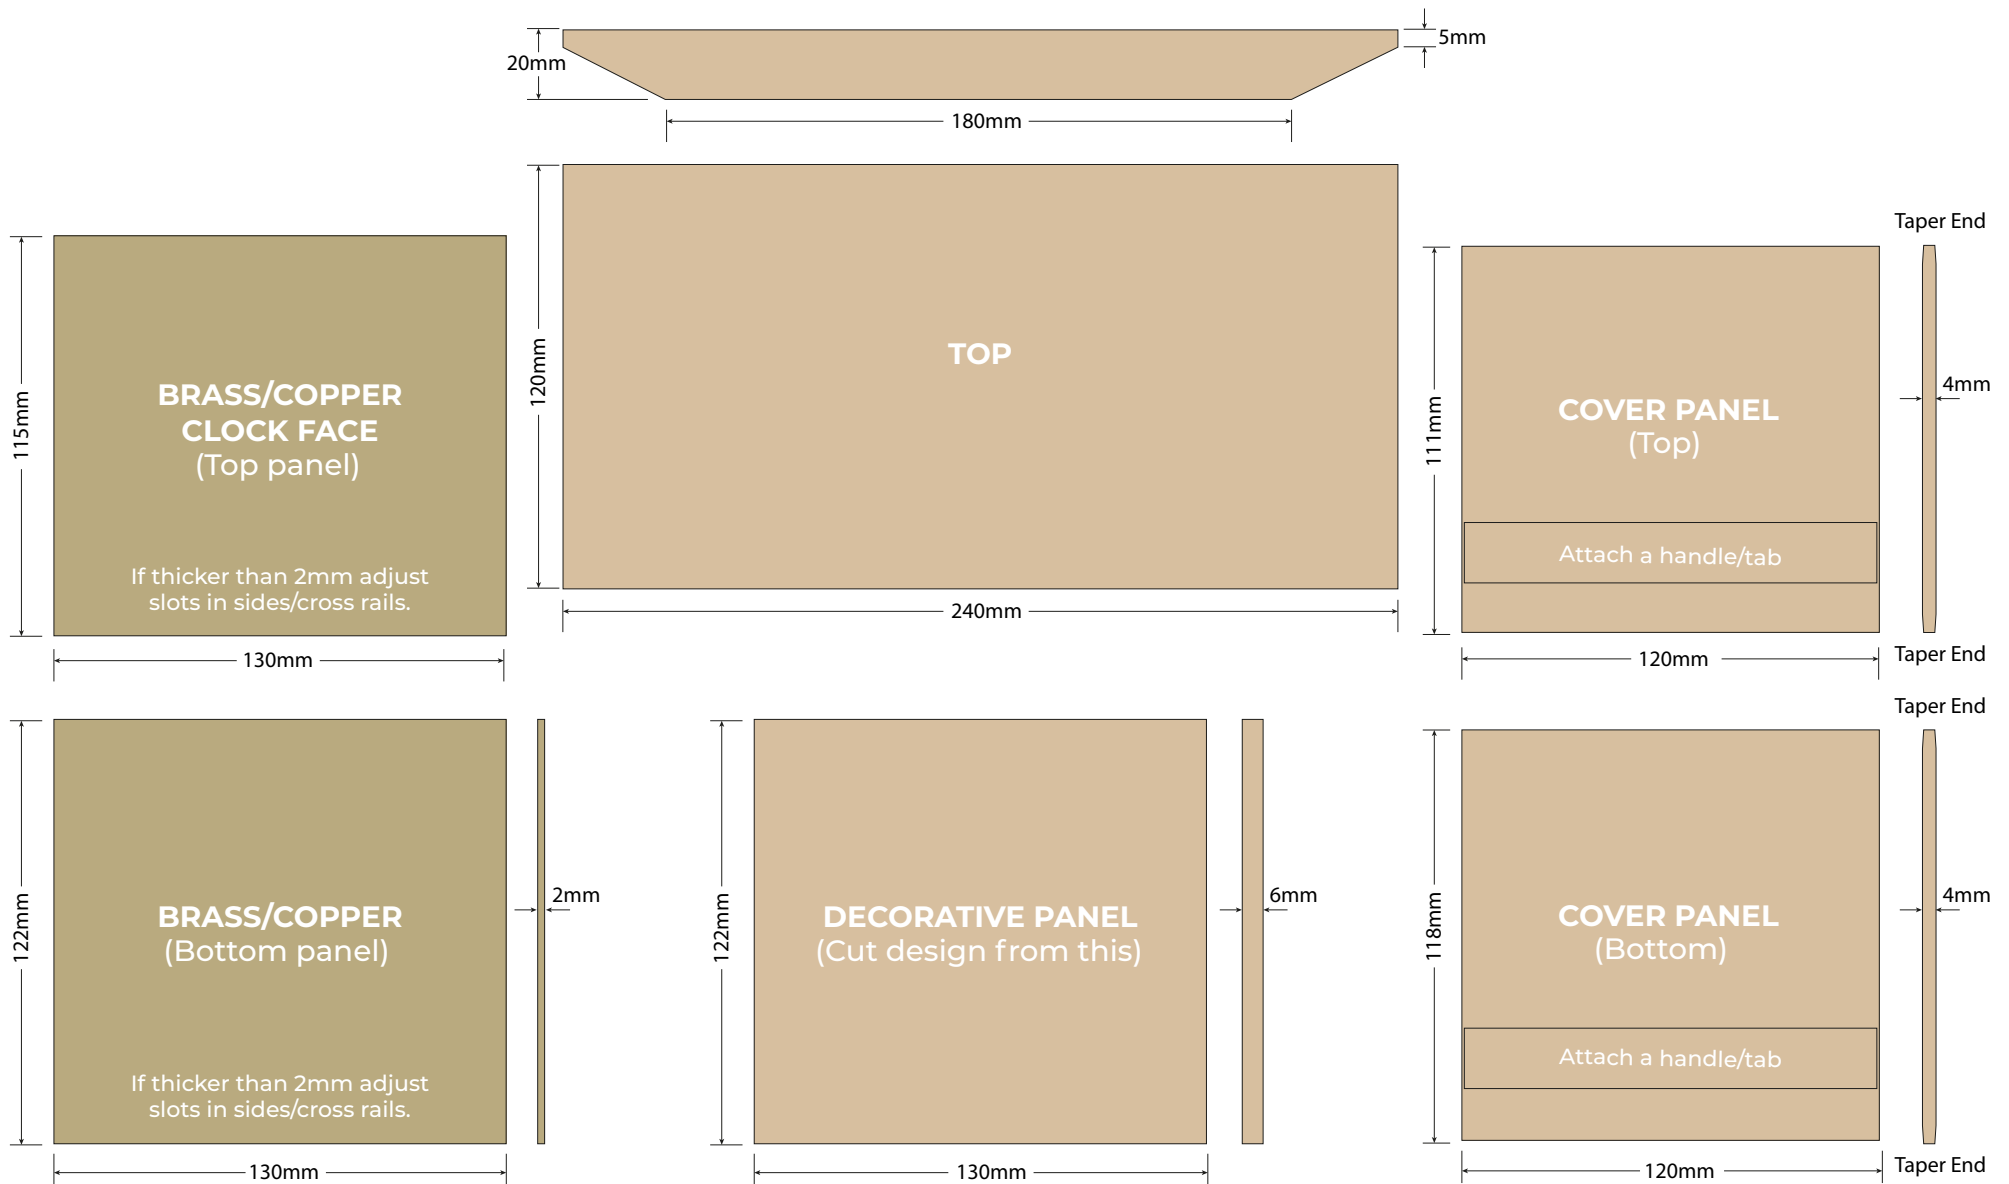 5mm
20mm
180mm
Taper End
120mm
TOP
115mm
BRASS/COPPER
CLOCK FACE
(Top panel)
If thicker than 2mm adjust
slots in sides/cross rails.
130mm
240mm
111mm
COVER PANEL
(Top)
4mm
Attach a handle/tab
120mm
Taper End
122mm
BRASS/COPPER
(Bottom panel)
2mm
If thicker than 2mm adjust
slots in sides/cross rails.
130mm
122mm
DECORATIVE PANEL
(Cut design from this)
6mm
130mm
Taper End
118mm
COVER PANEL
(Bottom)
4mm
Attach a handle/tab
120mm
Taper End